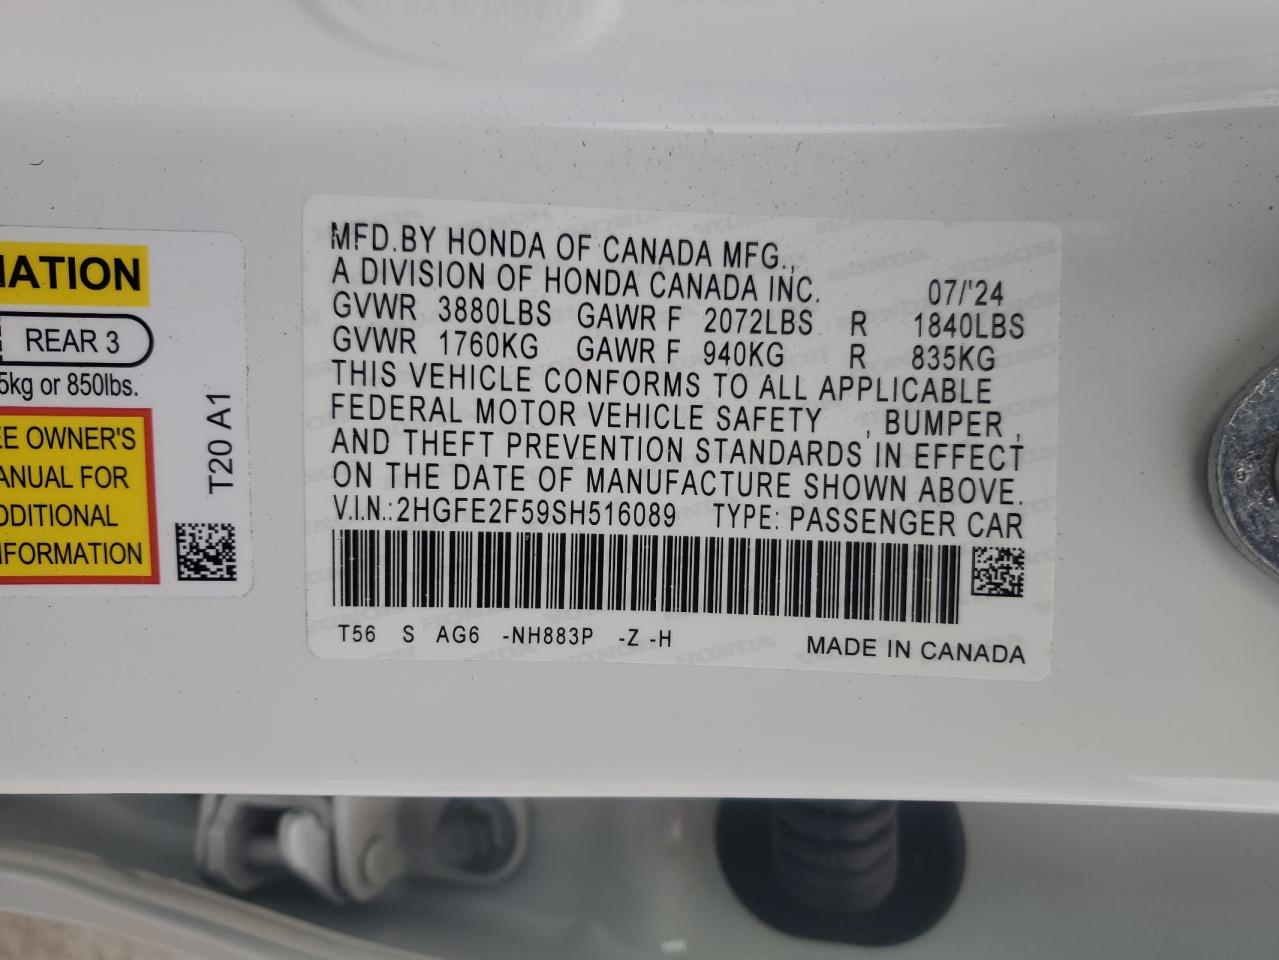 MATION
REAR 3
5kg or 850lbs.
EE OWNER'S
ANUAL FOR
DDITIONAL
NFORMATION
T20 A1
MFD.BY HONDA OF CANADA MFG.,
A DIVISION OF HONDA CANADA INC. 07/'24
GVWR 3880LBS GAWR F 2072LBS R 1840LBS
GVWR 1760KG GAWR F 940KG R 835KG
THIS VEHICLE CONFORMS TO ALL APPLICABLE
FEDERAL MOTOR VEHICLE SAFETY , BUMPER ,
AND THEFT PREVENTION STANDARDS IN EFFECT
ON THE DATE OF MANUFACTURE SHOWN ABOVE.
V.I.N.:2HGFE2F59SH516089 TYPE: PASSENGER CAR
T56 S AG6 -NH883P -Z -H MADE IN CANADA